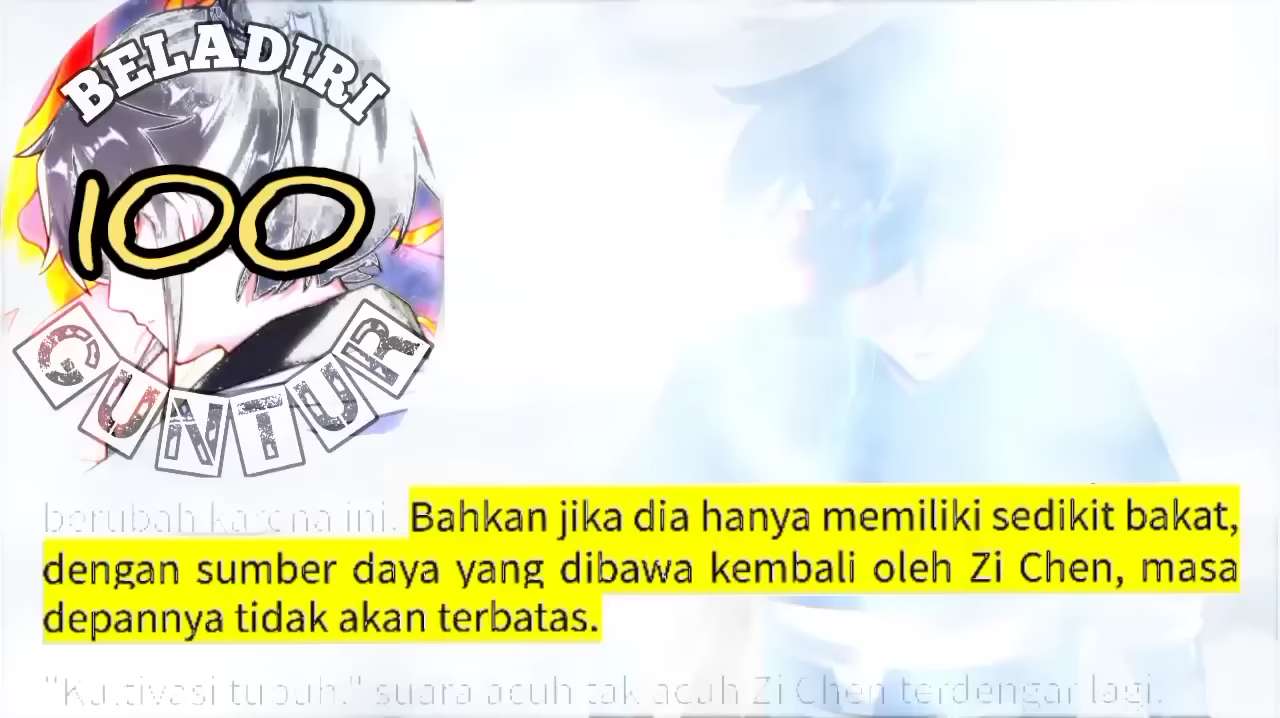 BELADIRI
100
GUNTUR
berubah karena ini. Bahkan jika dia hanya memiliki sedikit bakat,
dengan sumber daya yang dibawa kembali oleh Zi Chen, masa
depannya tidak akan terbatas.
"Kultivasi tubuh." suara acuh tak acuh Zi Chen terdengar lagi.